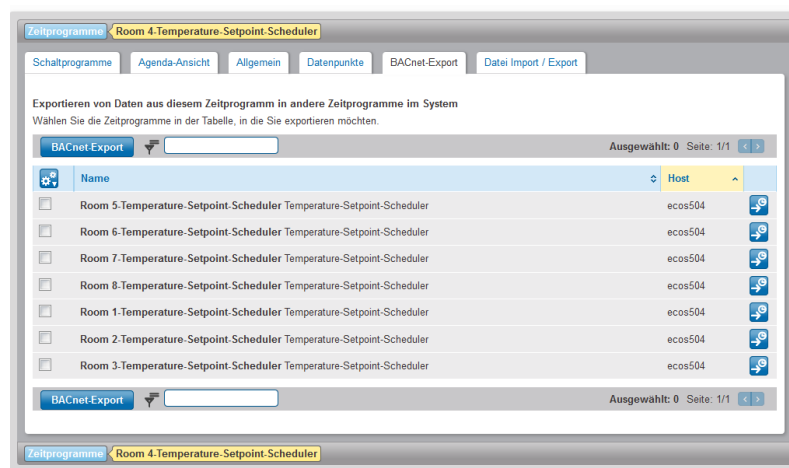 Zeitprogramme Room 4-Temperature-Setpoint-Scheduler
Schaltprogramme Agenda-Ansicht Allgemein Datenpunkte BACnet-Export Datei Import / Export
Exportieren von Daten aus diesem Zeitprogramm in andere Zeitprogramme im System
Wählen Sie die Zeitprogramme in der Tabelle, in die Sie exportieren möchten.
BACnet-Export Ausgewählt: 0 Seite: 1/1
Name Host
Room 5-Temperature-Setpoint-Scheduler Temperature-Setpoint-Scheduler ecos504
Room 6-Temperature-Setpoint-Scheduler Temperature-Setpoint-Scheduler ecos504
Room 7-Temperature-Setpoint-Scheduler Temperature-Setpoint-Scheduler ecos504
Room 8-Temperature-Setpoint-Scheduler Temperature-Setpoint-Scheduler ecos504
Room 1-Temperature-Setpoint-Scheduler Temperature-Setpoint-Scheduler ecos504
Room 2-Temperature-Setpoint-Scheduler Temperature-Setpoint-Scheduler ecos504
Room 3-Temperature-Setpoint-Scheduler Temperature-Setpoint-Scheduler ecos504
BACnet-Export Ausgewählt: 0 Seite: 1/1
Zeitprogramme Room 4-Temperature-Setpoint-Scheduler